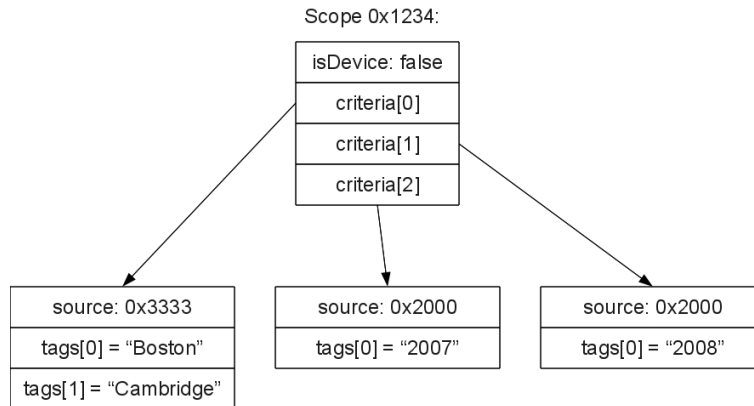 Scope 0x1234:
isDevice: false
criteria[0]
criteria[1]
criteria[2]
source: 0x3333
tags[0] = “Boston”
tags[1] = “Cambridge”
source: 0x2000
tags[0] = “2007”
source: 0x2000
tags[0] = “2008”